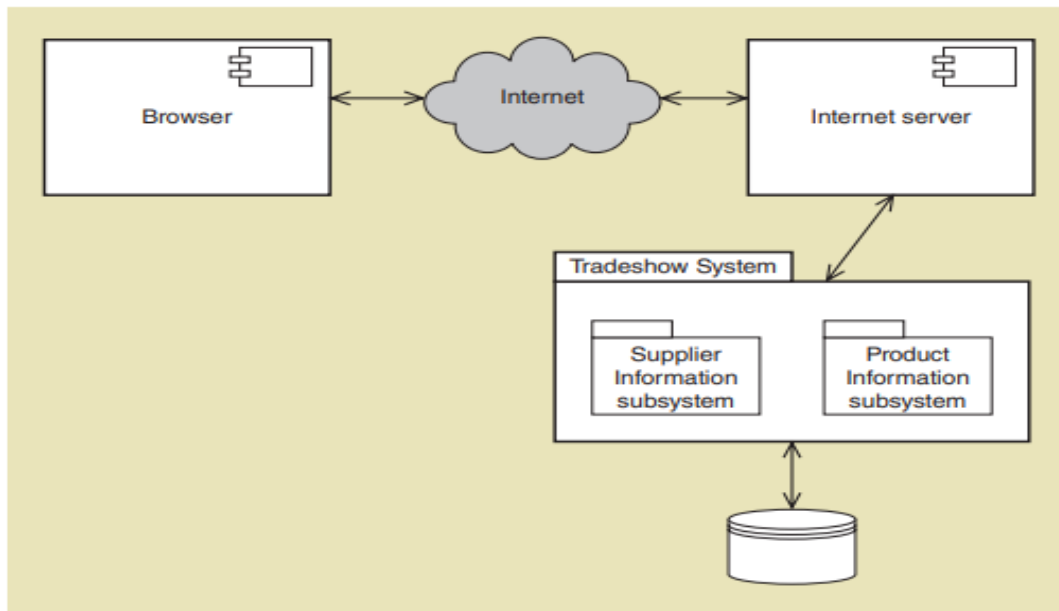 Browser
Internet
Internet server
Tradeshow System
Supplier
Information
subsystem
Product
Information
subsystem